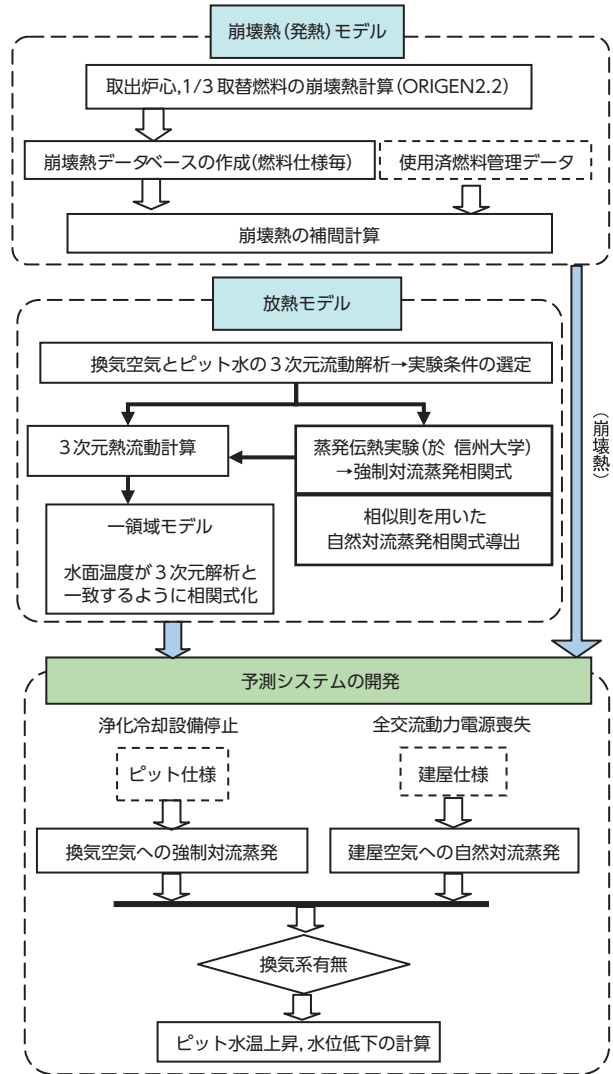 崩壊熱(発熱)モデル
取出炉心,1/3取替燃料の崩壊熱計算(ORIGEN2.2)
崩壊熱データベースの作成(燃料仕様毎)
使用済燃料管理データ
崩壊熱の補間計算
放熱モデル
換気空気とピット水の3次元流動解析→実験条件の選定
3次元熱流動計算
蒸発伝熱実験(於 信州大学)
→強制対流蒸発相関式
相似則を用いた
自然対流蒸発相関式導出
一領域モデル
水面温度が3次元解析と
一致するように相関式化
(崩壊熱)
予測システムの開発
浄化冷却設備停止
全交流動力電源喪失
ピット仕様
建屋仕様
換気空気への強制対流蒸発
建屋空気への自然対流蒸発
換気系有無
ピット水温上昇,水位低下の計算